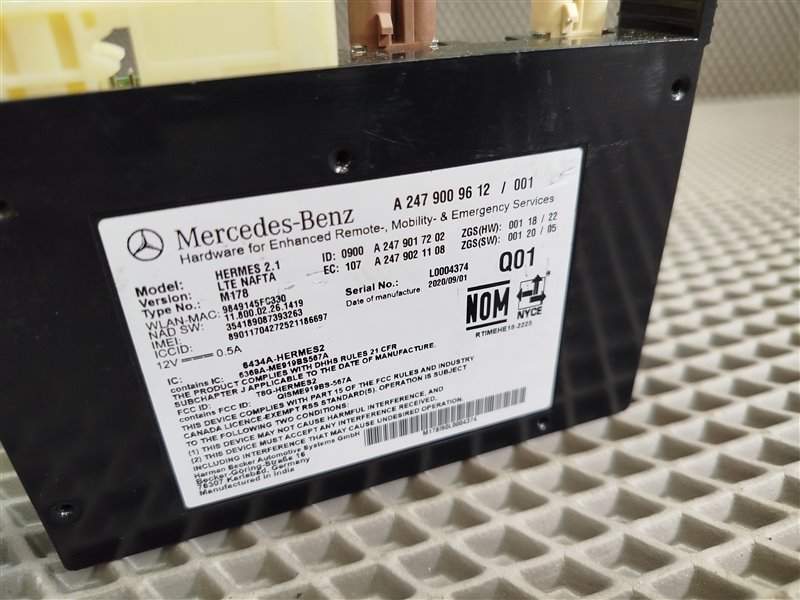 Mercedes-Benz A 247 900 96 12 / 001
Hardware for Enhanced Remote-, Mobility- & Emergency Services
Model: HERMES 2.1 ID: 0900 A 247 901 72 02 ZGS(HW): 001 18 / 22
Version: LTE NAFTA EC: 107 A 247 902 11 08 ZGS(SW): 001 20 / 05
Type No.: M178
WLAN-MAC: 9849145FC330 Serial No.: L0004374 Q01
NAD SW: 11.800.02.26.1419 Date of manufacture: 2020/09/01
IMEI: 354189087393263
ICCID: 89011704272521186697
12V 0.5A
NOM NYCE
RTIMEHE18-2225
IC: 6434A-HERMES2
contains IC: 6369A-ME919BS567A
THE PRODUCT COMPLIES WITH DHHS RULES 21 CFR
SUBCHAPTER J APPLICABLE TO THE DATE OF MANUFACTURE.
FCC ID: T8G-HERMES2
contains FCC ID: QISME919BS-567A
THIS DEVICE COMPLIES WITH PART 15 OF THE FCC RULES AND INDUSTRY
CANADA LICENCE-EXEMPT RSS STANDARD(S). OPERATION IS SUBJECT
TO THE FOLLOWING TWO CONDITIONS:
(1) THIS DEVICE MAY NOT CAUSE HARMFUL INTERFERENCE, AND
(2) THIS DEVICE MUST ACCEPT ANY INTERFERENCE RECEIVED,
INCLUDING INTERFERENCE THAT MAY CAUSE UNDESIRED OPERATION.
Harman Becker Automotive Systems GmbH
Becker-Göring-Straße 16
76307 Karlsbad, Germany
Manufactured in India